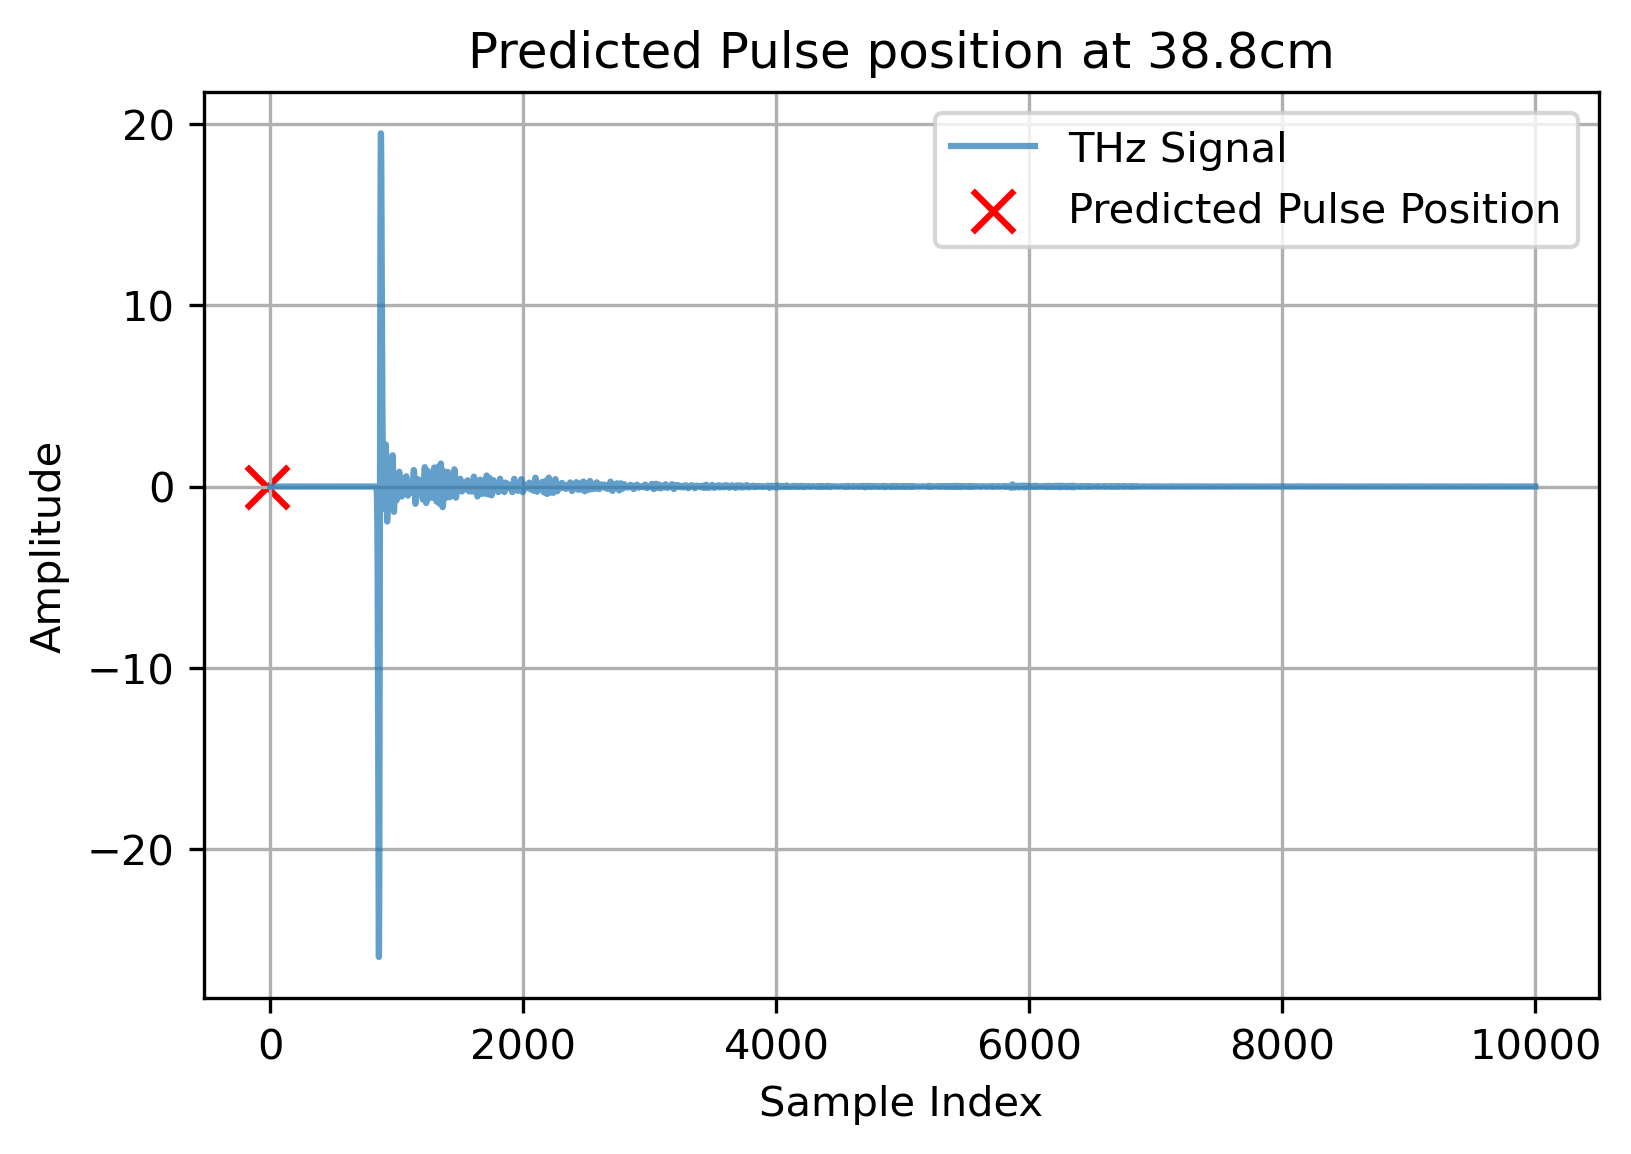 Predicted Pulse position at 38.8cm
THz Signal
Predicted Pulse Position
20
10
0
−10
−20
Amplitude
0 2000 4000 6000 8000 10000
Sample Index